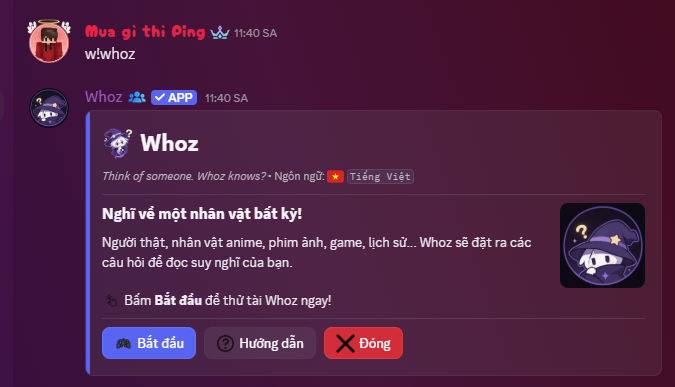 Mua gì thì Ping 11:40 SA
w!whoz
Whoz APP 11:40 SA
Whoz
Think of someone. Whoz knows? • Ngôn ngữ: Tiếng Việt
Nghĩ về một nhân vật bất kỳ!
Người thật, nhân vật anime, phim ảnh, game, lịch sử... Whoz sẽ đặt ra các
câu hỏi để đọc suy nghĩ của bạn.
Bấm Bắt đầu để thử tài Whoz ngay!
Bắt đầu Hướng dẫn Đóng